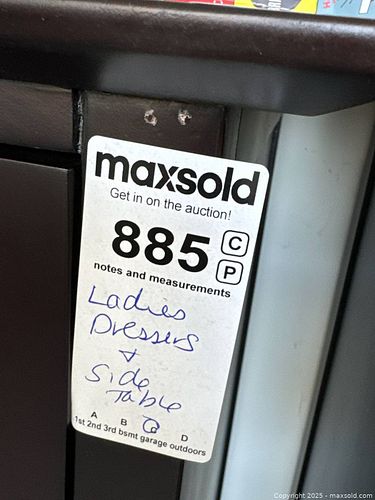 maxsold
Get in on the auction!
885 C
P
notes and measurements
Ladies
Dressers
+
Side
Table
A B C D
1st 2nd 3rd bsmt garage outdoors
Copyright 2025 - maxsold.com